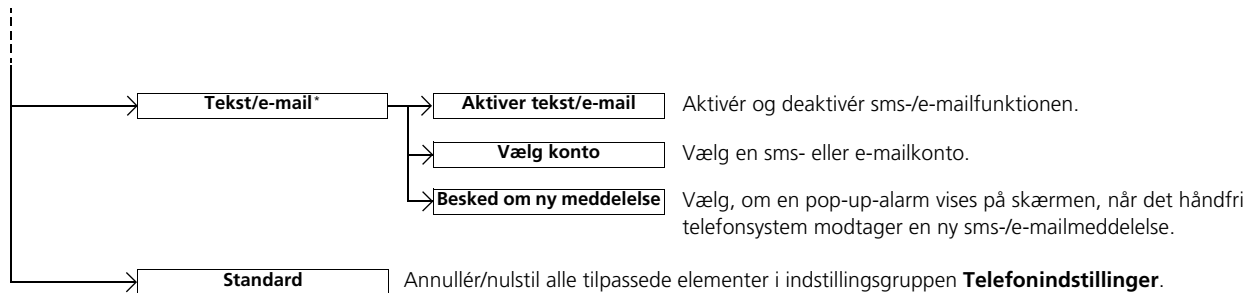 Tekst/e-mail* Aktiver tekst/e-mail Aktivér og deaktivér sms-/e-mailfunktionen.
Vælg konto Vælg en sms- eller e-mailkonto.
Besked om ny meddelelse Vælg, om en pop-up-alarm vises på skærmen, når det håndfri
telefonsystem modtager en ny sms-/e-mailmeddelelse.
Standard Annullér/nulstil alle tilpassede elementer i indstillingsgruppen Telefonindstillinger.